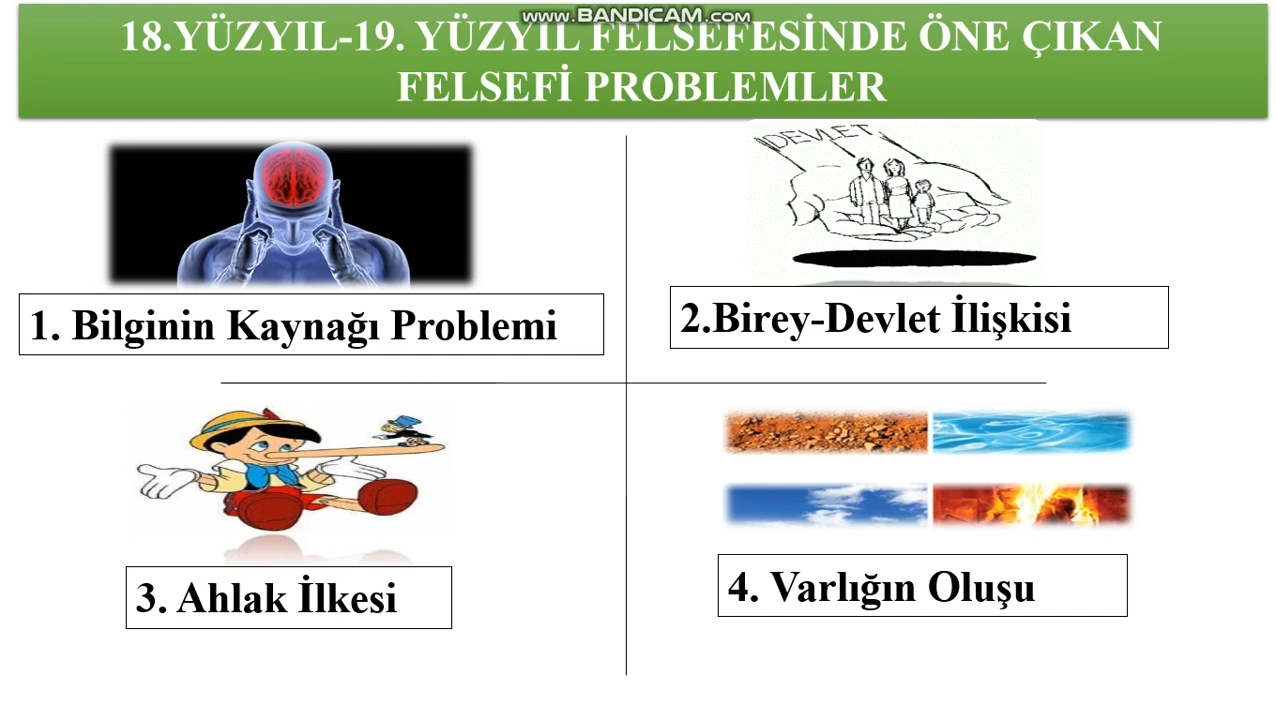 www.BANDICAM.com
18.YÜZYIL-19. YÜZYIL FELSEFESİNDE ÖNE ÇIKAN
FELSEFİ PROBLEMLER
DEVLET
1. Bilginin Kaynağı Problemi
2.Birey-Devlet İlişkisi
3. Ahlak İlkesi
4. Varlığın Oluşu